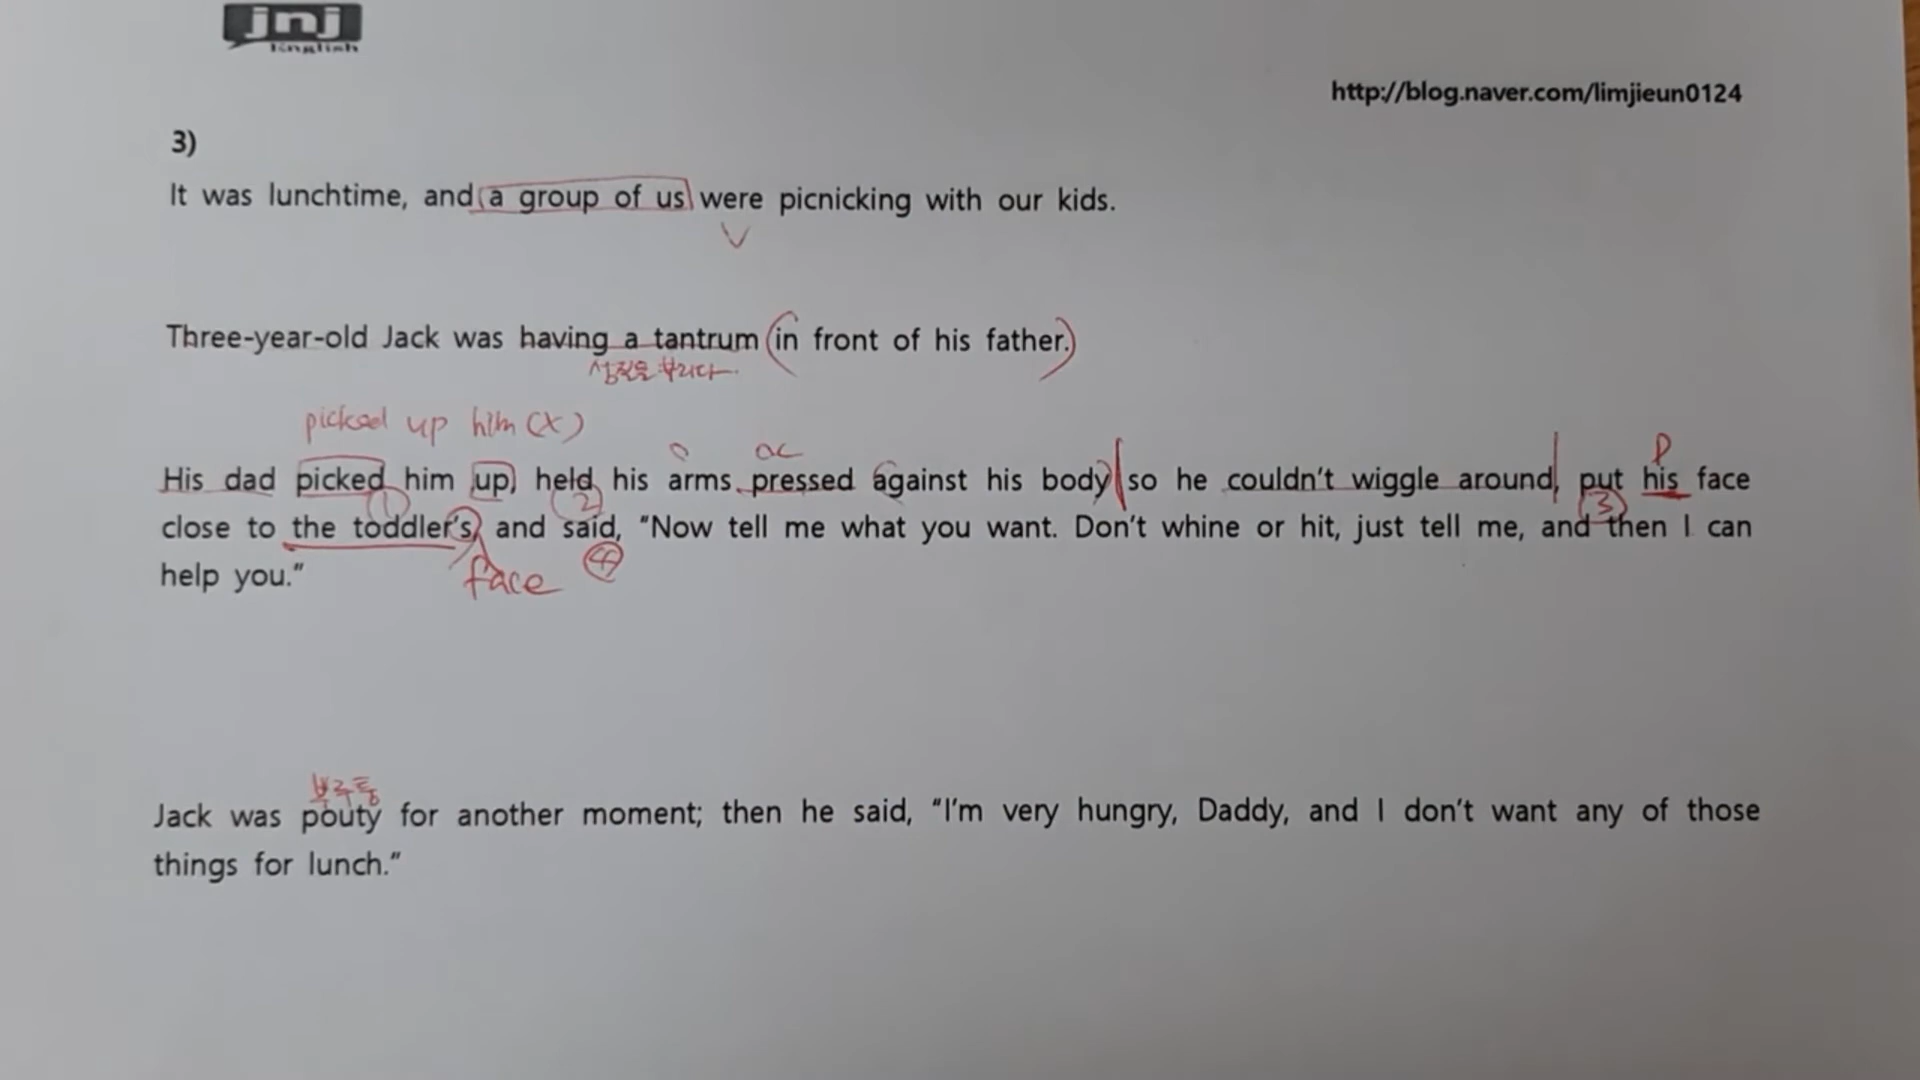 jnj
English
http://blog.naver.com/limjieun0124
3)
It was lunchtime, and a group of us were picnicking with our kids.
V
Three-year-old Jack was having a tantrum (in front of his father.)
성질을 부리다.
picked up him (X)
O OC P
His dad picked him up, held his arms pressed against his body so he couldn't wiggle around, put his face
① ② ③
close to the toddler's, and said, "Now tell me what you want. Don't whine or hit, just tell me, and then I can
face ④
help you."
부루퉁
Jack was pouty for another moment; then he said, "I'm very hungry, Daddy, and I don't want any of those
things for lunch."